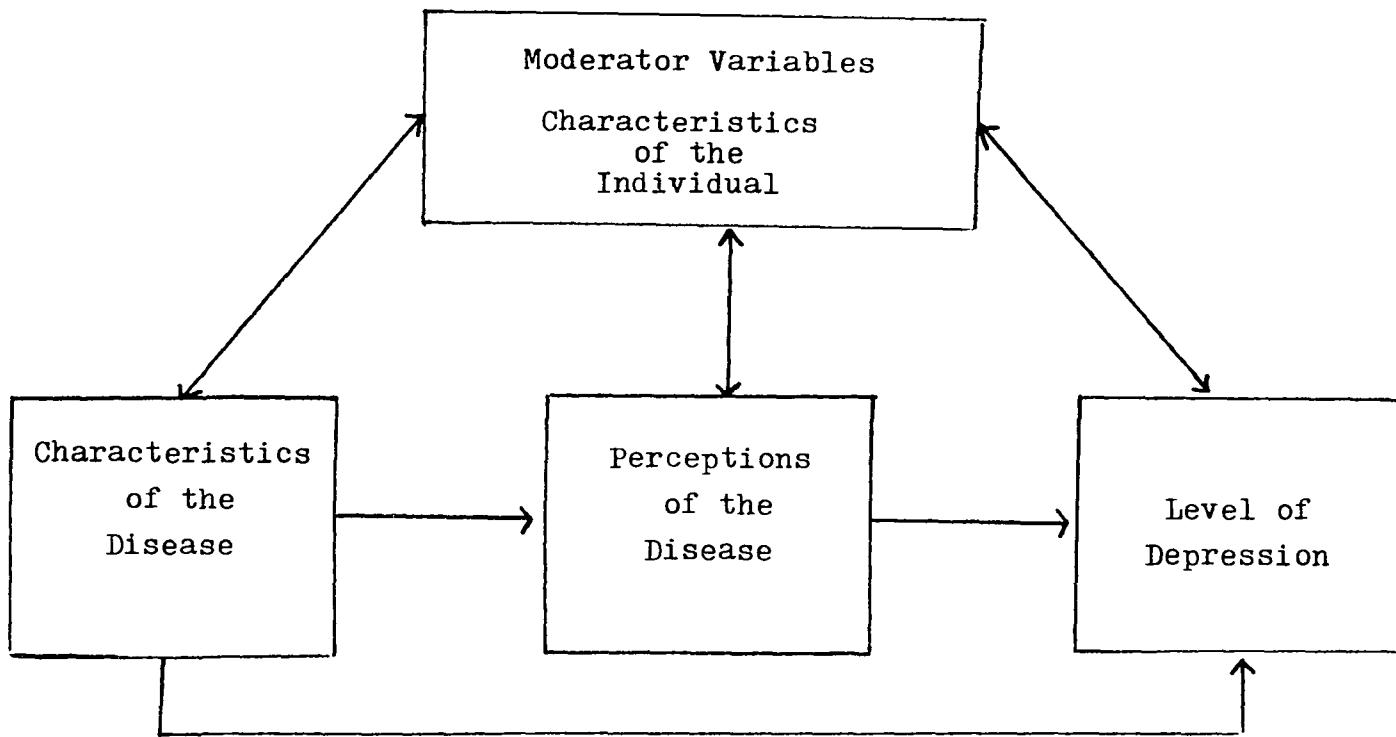 Moderator Variables
Characteristics
of the
Individual
Characteristics
of the
Disease
Perceptions
of the
Disease
Level of
Depression